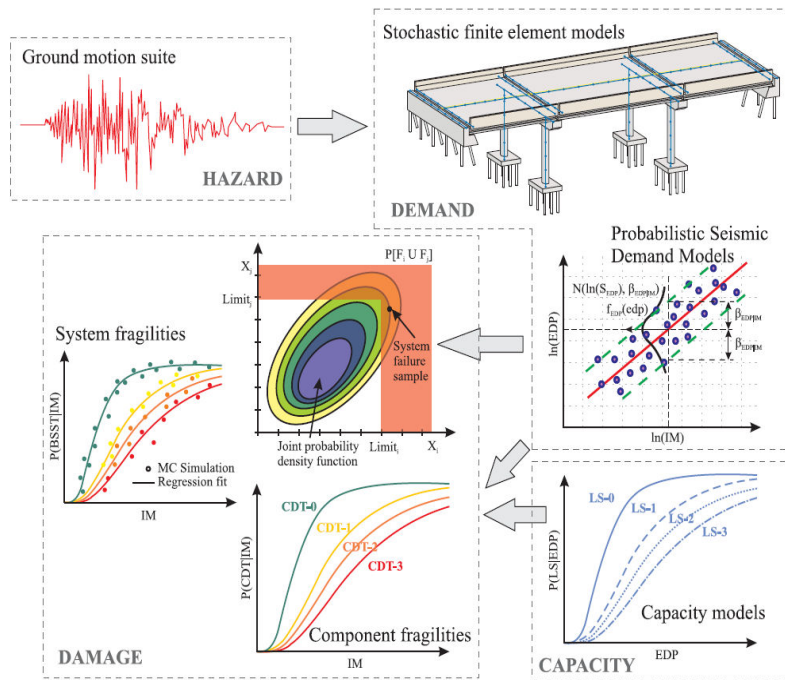 Ground motion suite
HAZARD
Stochastic finite element models
DEMAND
Probabilistic Seismic
Demand Models
N(ln(S_EDP), β_EDP|IM)
f_EDP(edp)
β_EDP|IM
β_EDP|IM
ln(EDP)
ln(IM)
P[F_i U F_j]
X_j
Limit_j
System
failure
sample
Joint probability
density function
Limit_i
X_i
System fragilities
P(BSST|IM)
MC Simulation
Regression fit
IM
CDT-0
CDT-1
CDT-2
CDT-3
P(CDT|IM)
Component fragilities
IM
DAMAGE
LS-0
LS-1
LS-2
LS-3
P(LS|EDP)
Capacity models
EDP
CAPACITY